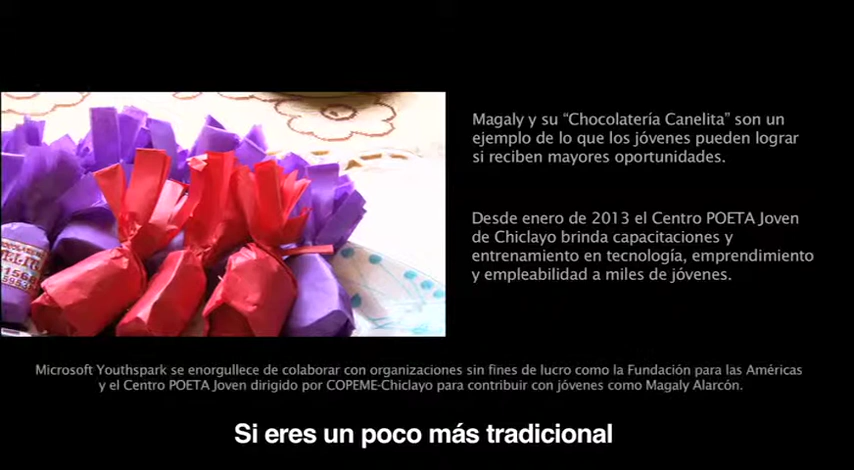 Magaly y su “Chocolatería Canelita” son un
ejemplo de lo que los jóvenes pueden lograr
si reciben mayores oportunidades.
Desde enero de 2013 el Centro POETA Joven
de Chiclayo brinda capacitaciones y
entrenamiento en tecnología, emprendimiento
y empleabilidad a miles de jóvenes.
Microsoft Youthspark se enorgullece de colaborar con organizaciones sin fines de lucro como la Fundación para las Américas
y el Centro POETA Joven dirigido por COPEME-Chiclayo para contribuir con jóvenes como Magaly Alarcón.
Si eres un poco más tradicional